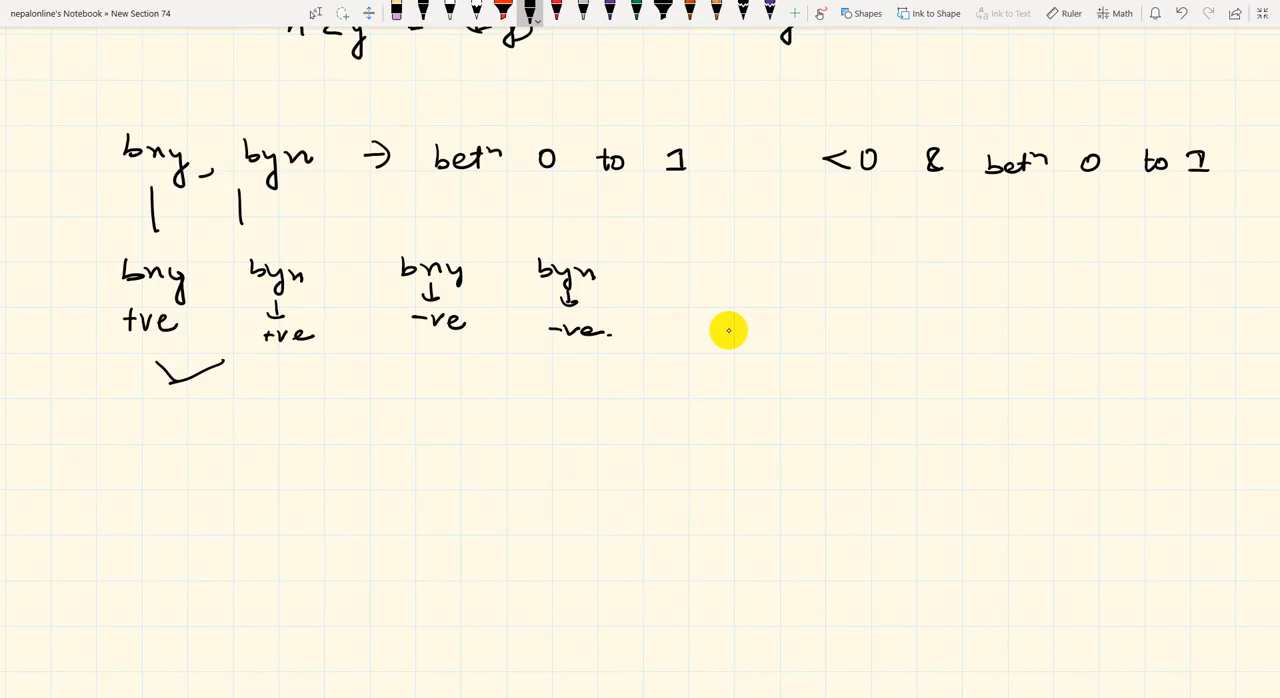 nepalonline's Notebook » New Section 74
Shapes Ink to Shape Ink to Text Ruler Math
bxy, byx → betⁿ 0 to 1 <0 & betⁿ 0 to 1
bxy byx bxy byx
+ve ↓ ↓ ↓
+ve -ve -ve.